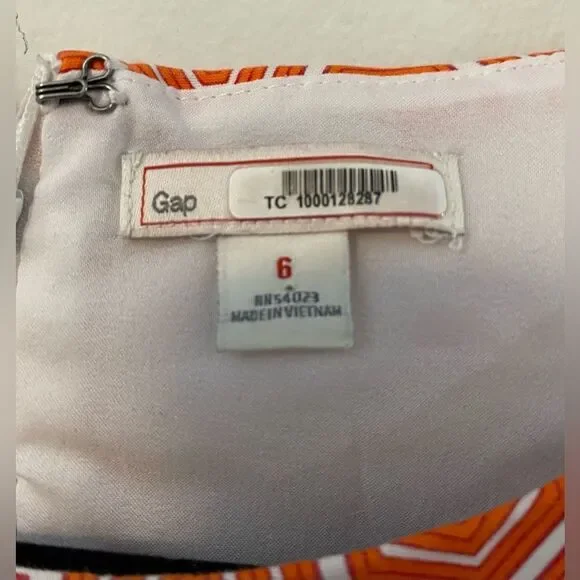 Gap
TC 1000128287
6
RN54023
MADE IN VIETNAM